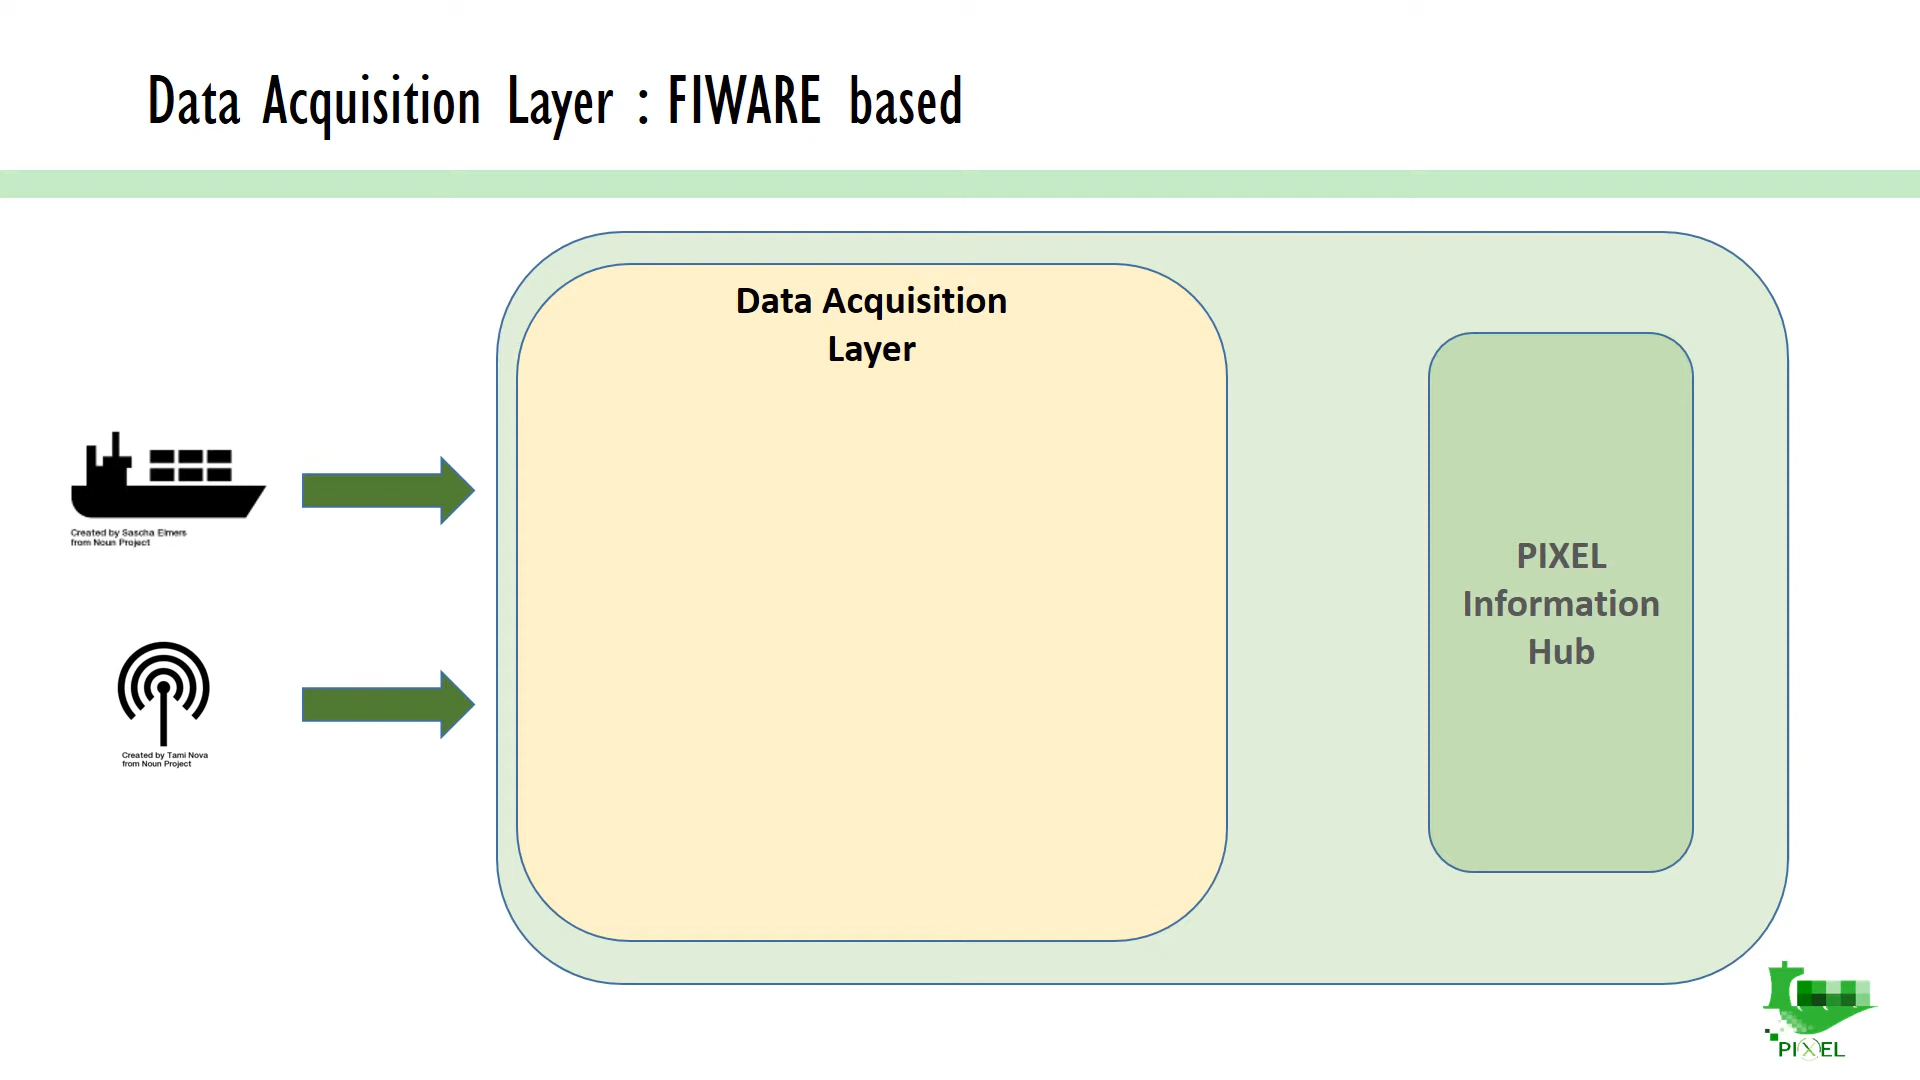 Data Acquisition Layer : FIWARE based
Data Acquisition
Layer
Created by Sascha Elmers
from Noun Project
PIXEL
Information
Hub
Created by Tami Nova
from Noun Project
PIXEL